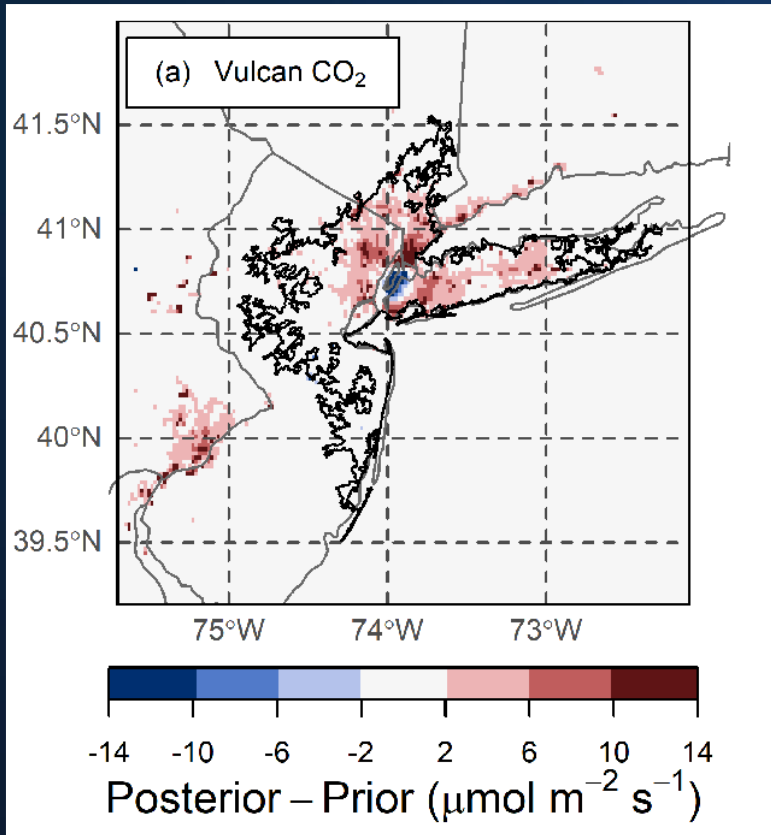 (a) Vulcan CO₂
41.5°N
41°N
40.5°N
40°N
39.5°N
75°W 74°W 73°W
-14 -10 -6 -2 2 6 10 14
Posterior – Prior (μmol m⁻² s⁻¹)